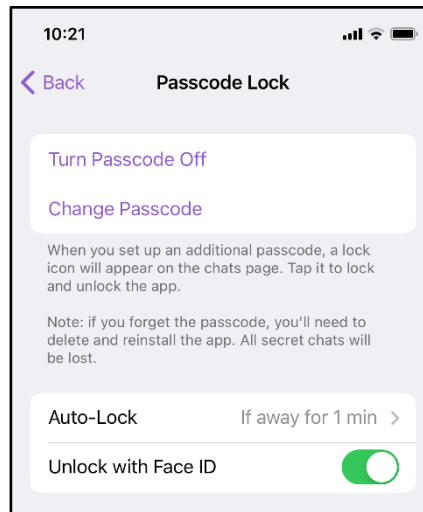 10:21
Back
Passcode Lock
Turn Passcode Off
Change Passcode
When you set up an additional passcode, a lock
icon will appear on the chats page. Tap it to lock
and unlock the app.
Note: if you forget the passcode, you'll need to
delete and reinstall the app. All secret chats will
be lost.
Auto-Lock If away for 1 min
Unlock with Face ID